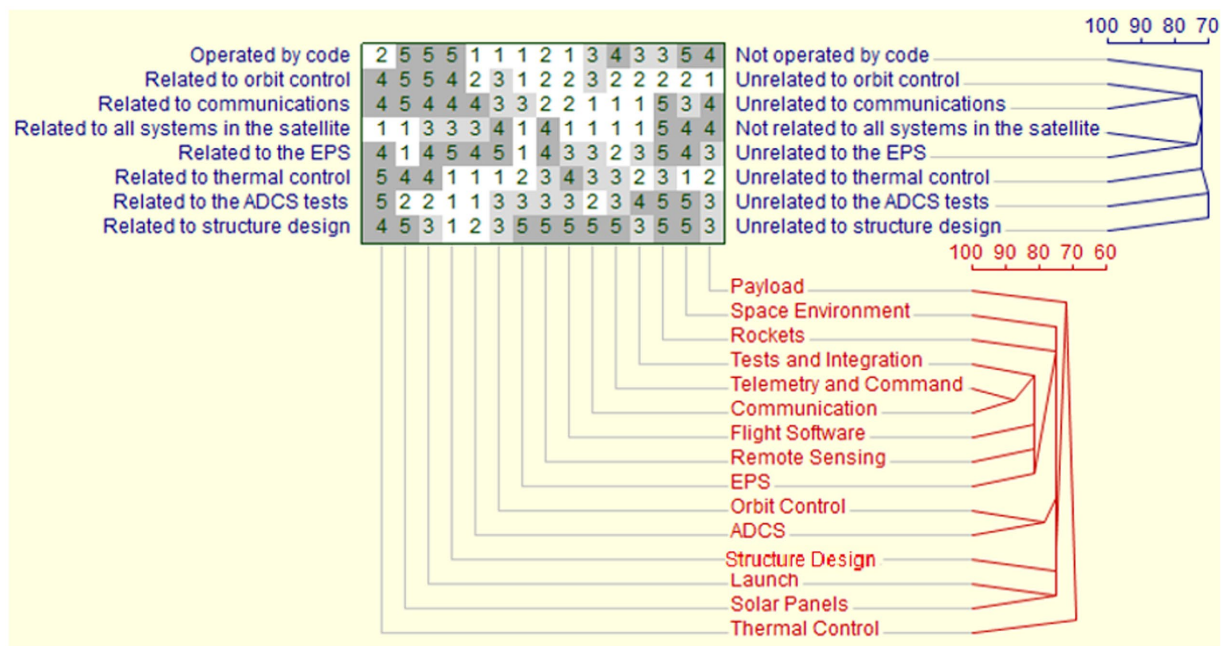 100 90 80 70
Operated by code 2 5 5 5 1 1 1 2 1 3 4 3 3 5 4 Not operated by code
Related to orbit control 4 5 5 4 2 3 1 2 2 3 2 2 2 2 1 Unrelated to orbit control
Related to communications 4 5 4 4 4 3 3 2 2 1 1 1 5 3 4 Unrelated to communications
Related to all systems in the satellite 1 1 3 3 3 4 1 4 1 1 1 1 5 4 4 Not related to all systems in the satellite
Related to the EPS 4 1 4 5 4 5 1 4 3 3 2 3 5 4 3 Unrelated to the EPS
Related to thermal control 5 4 4 1 1 1 2 3 4 3 3 2 3 1 2 Unrelated to thermal control
Related to the ADCS tests 5 2 2 1 1 3 3 3 3 2 3 4 5 5 3 Unrelated to the ADCS tests
Related to structure design 4 5 3 1 2 3 5 5 5 5 5 3 5 5 3 Unrelated to structure design
100 90 80 70 60
Payload
Space Environment
Rockets
Tests and Integration
Telemetry and Command
Communication
Flight Software
Remote Sensing
EPS
Orbit Control
ADCS
Structure Design
Launch
Solar Panels
Thermal Control